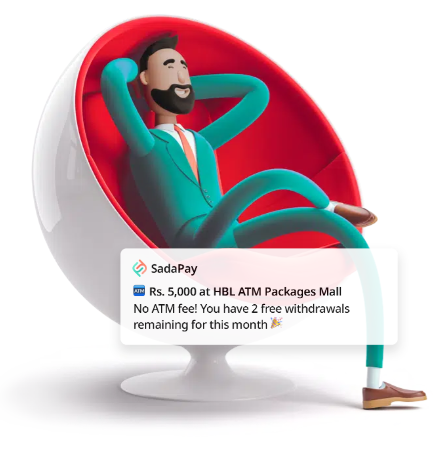 SadaPay
ATM Rs. 5,000 at HBL ATM Packages Mall
No ATM fee! You have 2 free withdrawals
remaining for this month 🎉